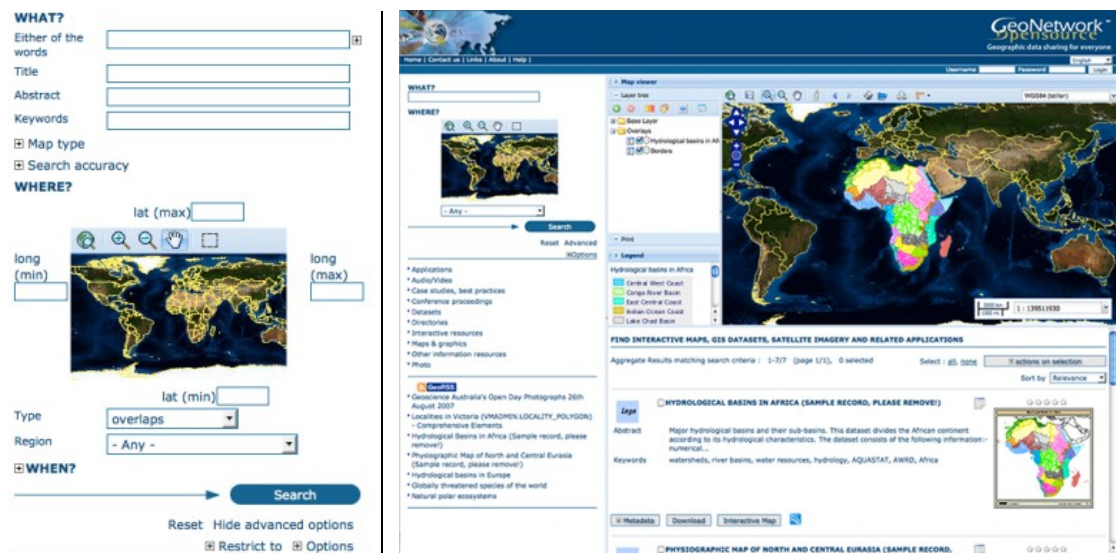 WHAT?
Either of the
words
Title
Abstract
Keywords
Map type
Search accuracy
WHERE?
lat (max)
long
(min)
long
(max)
lat (min)
Type
overlaps
Region
- Any -
WHEN?
Search
Reset Hide advanced options
Restrict to Options
GeoNetwork
Opensource
Geographic data sharing for everyone
Home | Contact us | Links | About | Help |
English
Username Password Login
WHAT?
WHERE?
- Any -
Search
Reset Advanced
Options
* Applications
* Audio/Video
* Case studies, best practices
* Conference proceedings
* Datasets
* Directories
* Interactive resources
* Maps & graphics
* Other information resources
* Photo
GeoRSS
* Geoscience Australia's Open Day Photographs 26th
August 2007
* Localities in Victoria (VMADMIN.LOCALITY_POLYGON)
- Comprehensive Elements
* Hydrological Basins in Africa (Sample record, please
remove!)
* Physiographic Map of North and Central Eurasia
(Sample record, please remove!)
* Hydrological basins in Europe
* Globally threatened species of the world
* Natural polar ecosystems
Map viewer
Layer tree
Base Layer
Overlays
Hydrological basins in Af
Borders
Print
Legend
Hydrological basins in Africa
Central West Coast
Congo River Basin
East Central Coast
Indian Ocean Coast
Lake Chad Basin
FIND INTERACTIVE MAPS, GIS DATASETS, SATELLITE IMAGERY AND RELATED APPLICATIONS
Aggregate Results matching search criteria : 1-7/7 (page 1/1), 0 selected
Select : all, none
actions on selection
Sort by Relevance
HYDROLOGICAL BASINS IN AFRICA (SAMPLE RECORD, PLEASE REMOVE!)
Abstract
Major hydrological basins and their sub-basins. This dataset divides the African continent
according to its hydrological characteristics. The dataset consists of the following information:-
numerical...
Keywords
watersheds, river basins, water resources, hydrology, AQUASTAT, AWRD, Africa
Metadata Download Interactive Map
PHYSIOGRAPHIC MAP OF NORTH AND CENTRAL EURASIA (SAMPLE RECORD,